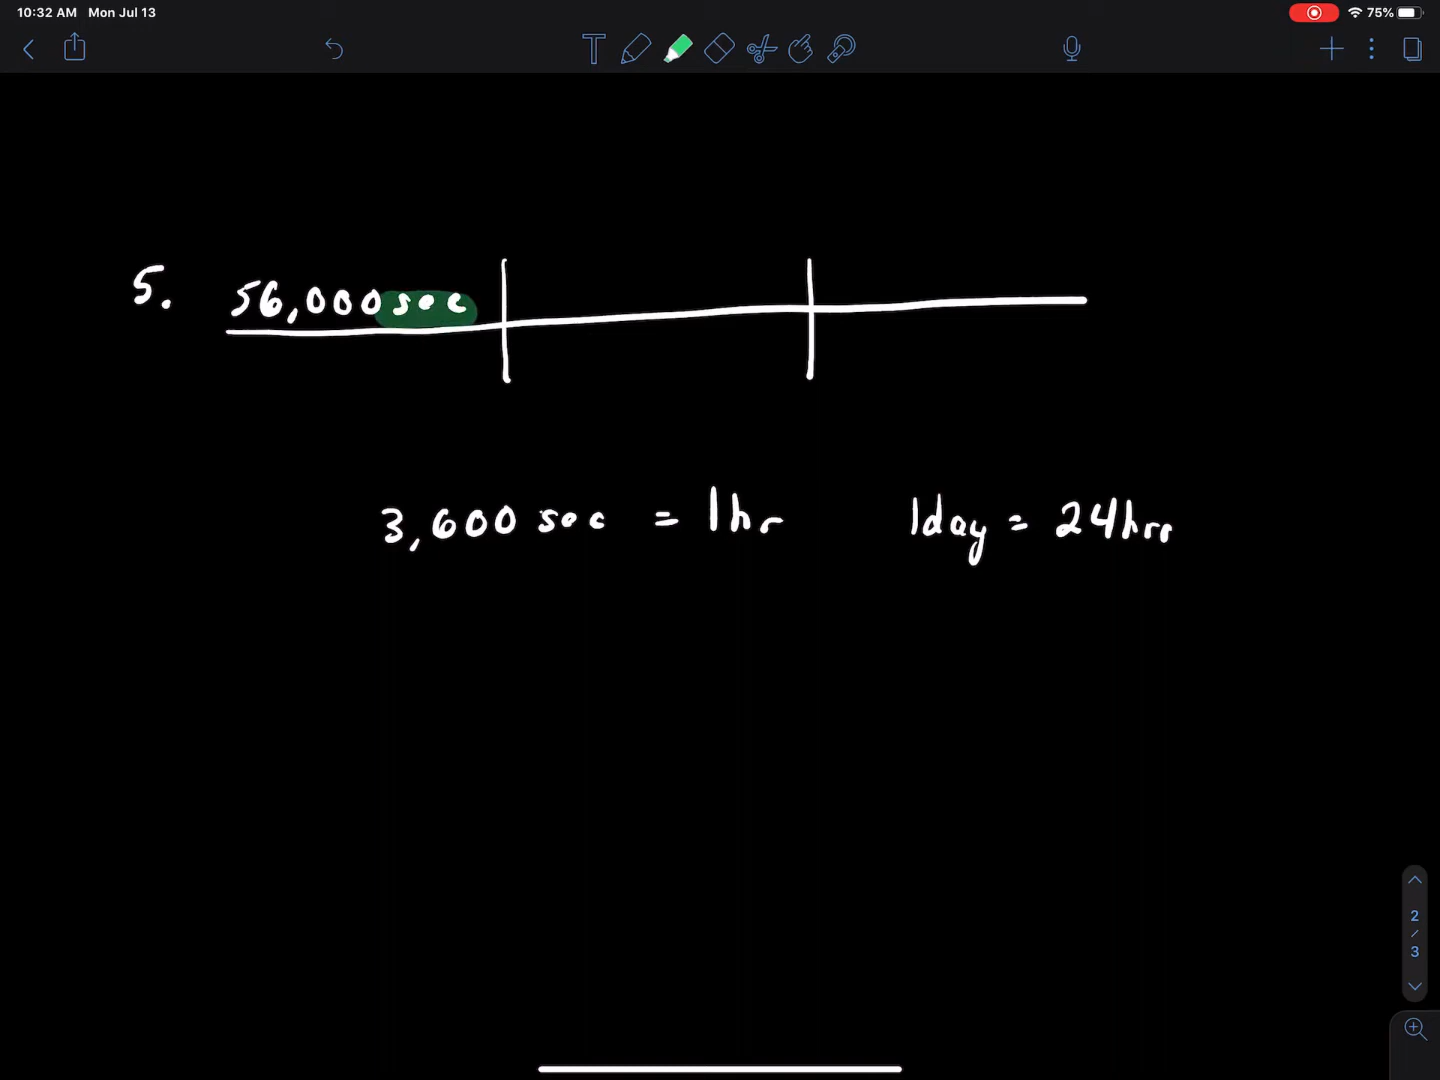 10:32 AM Mon Jul 13
75%
T
5. 56,000 sec
3,600 sec = 1hr 1day = 24hrs
2
/
3